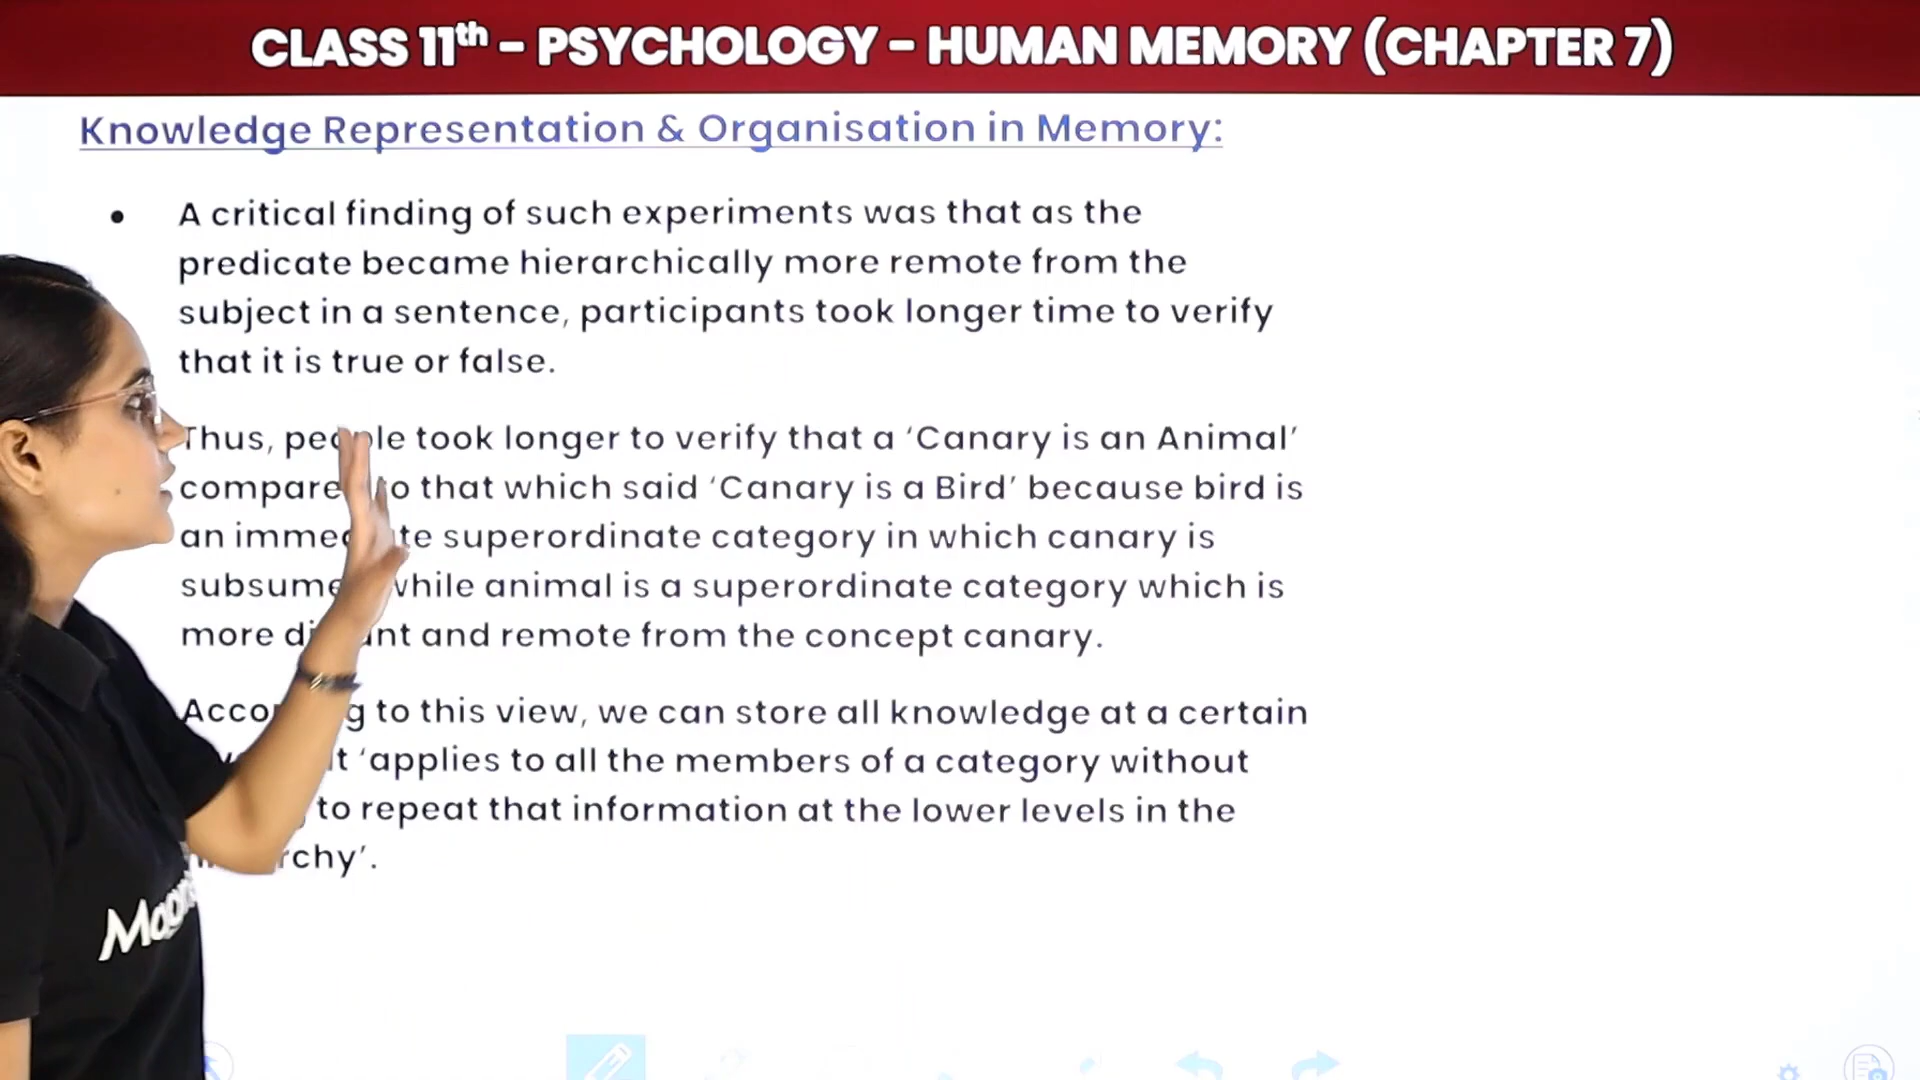 CLASS 11th – PSYCHOLOGY – HUMAN MEMORY (CHAPTER 7)
Knowledge Representation & Organisation in Memory:
• A critical finding of such experiments was that as the
predicate became hierarchically more remote from the
subject in a sentence, participants took longer time to verify
that it is true or false.
Thus, people took longer to verify that a ‘Canary is an Animal’
compared to that which said ‘Canary is a Bird’ because bird is
an immediate superordinate category in which canary is
subsumed while animal is a superordinate category which is
more distant and remote from the concept canary.
According to this view, we can store all knowledge at a certain
‘applies to all the members of a category without
to repeat that information at the lower levels in the
hierarchy’.